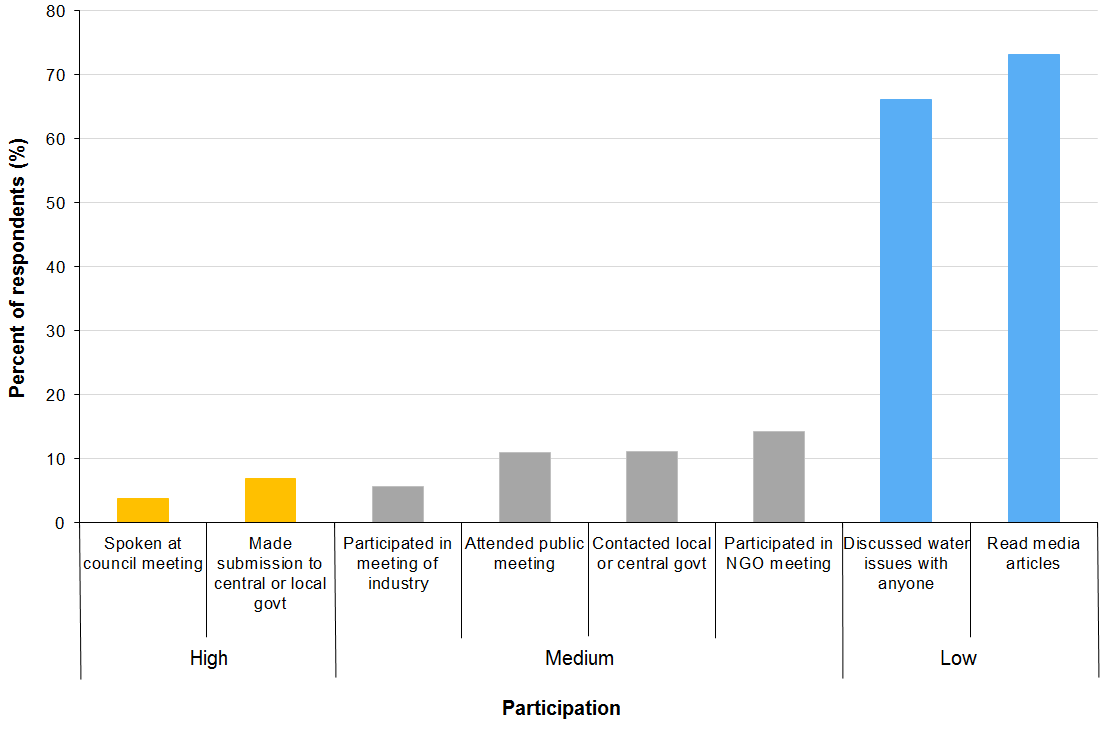 80
70
60
50
40
30
20
10
0
Percent of respondents (%)
Spoken at
council meeting
Made
submission to
central or local
govt
Participated in
meeting of
industry
Attended public
meeting
Contacted local
or central govt
Participated in
NGO meeting
Discussed water
issues with
anyone
Read media
articles
High
Medium
Low
Participation